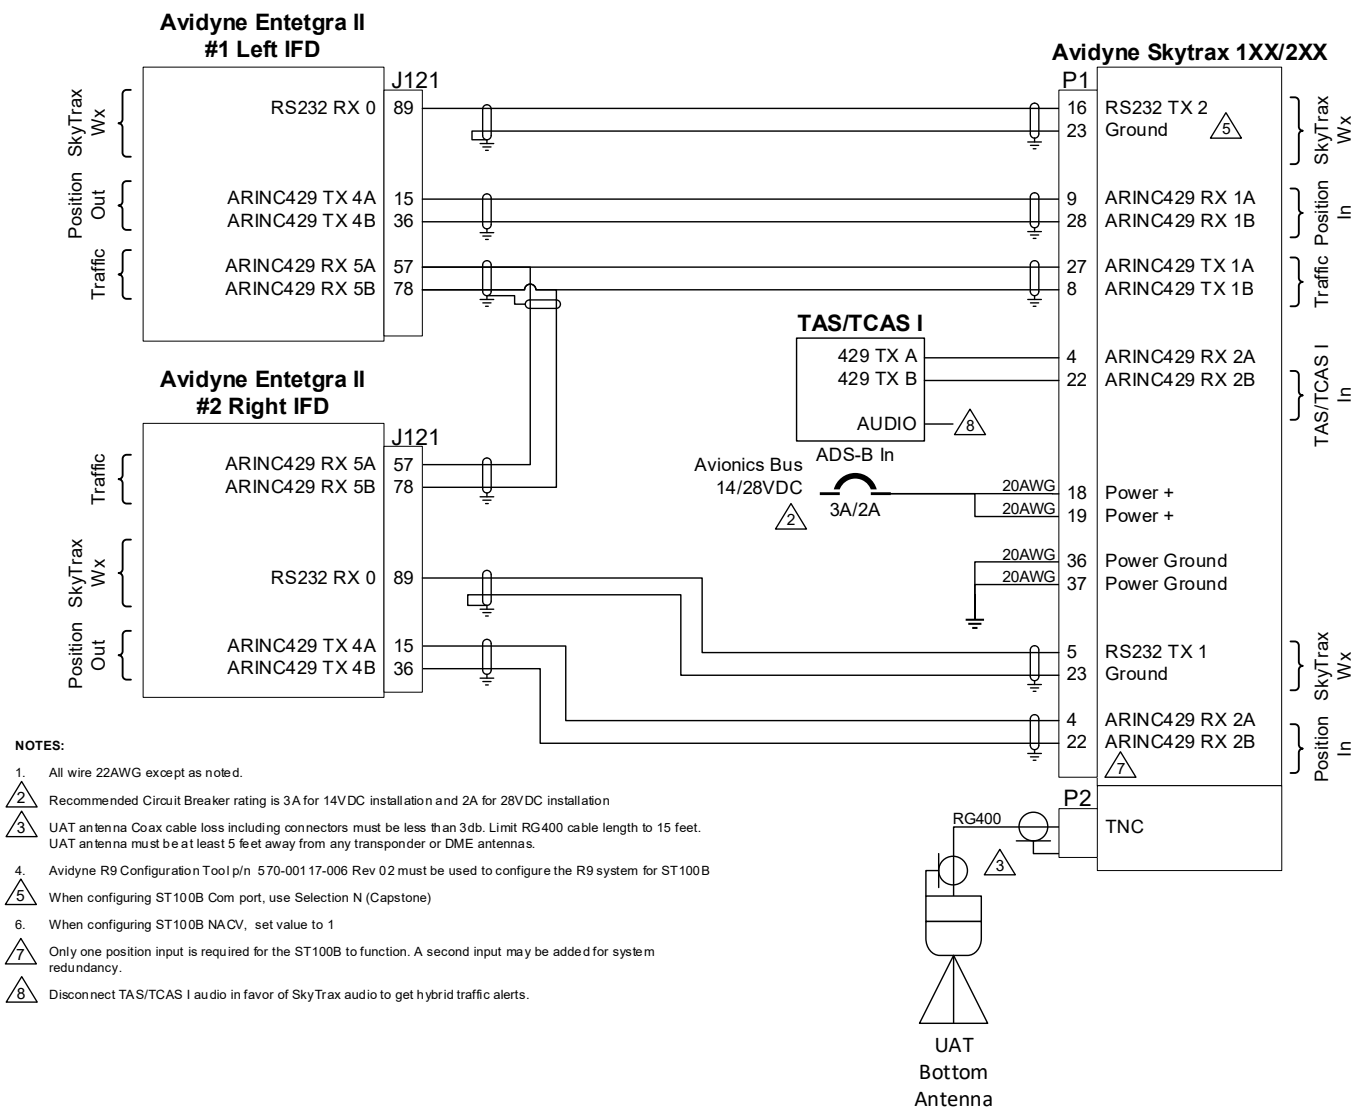 Avidyne Entetgra II
#1 Left IFD
J121
SkyTrax
Wx
RS232 RX 0
89
Position
Out
ARINC429 TX 4A
15
ARINC429 TX 4B
36
Traffic
ARINC429 RX 5A
57
ARINC429 RX 5B
78
Avidyne Entetgra II
#2 Right IFD
J121
Traffic
ARINC429 RX 5A
57
ARINC429 RX 5B
78
SkyTrax
Wx
RS232 RX 0
89
Position
Out
ARINC429 TX 4A
15
ARINC429 TX 4B
36
Avidyne Skytrax 1XX/2XX
P1
16
RS232 TX 2
23
Ground
5
SkyTrax
Wx
9
ARINC429 RX 1A
28
ARINC429 RX 1B
Position
In
27
ARINC429 TX 1A
8
ARINC429 TX 1B
Traffic
TAS/TCAS I
429 TX A
429 TX B
AUDIO
8
4
ARINC429 RX 2A
22
ARINC429 RX 2B
TAS/TCAS I
In
ADS-B In
Avionics Bus
14/28VDC
2
3A/2A
20AWG
18
Power +
20AWG
19
Power +
20AWG
36
Power Ground
20AWG
37
Power Ground
5
RS232 TX 1
23
Ground
SkyTrax
Wx
4
ARINC429 RX 2A
22
ARINC429 RX 2B
7
Position
In
P2
TNC
RG400
3
UAT
Bottom
Antenna
NOTES:
1. All wire 22AWG except as noted.
2 Recommended Circuit Breaker rating is 3A for 14VDC installation and 2A for 28VDC installation
3 UAT antenna Coax cable loss including connectors must be less than 3db. Limit RG400 cable length to 15 feet.
UAT antenna must be at least 5 feet away from any transponder or DME antennas.
4. Avidyne R9 Configuration Tool p/n 570-00117-006 Rev 02 must be used to configure the R9 system for ST100B
5 When configuring ST100B Com port, use Selection N (Capstone)
6. When configuring ST100B NACV, set value to 1
7 Only one position input is required for the ST100B to function. A second input may be added for system
redundancy.
8 Disconnect TAS/TCAS I audio in favor of SkyTrax audio to get hybrid traffic alerts.